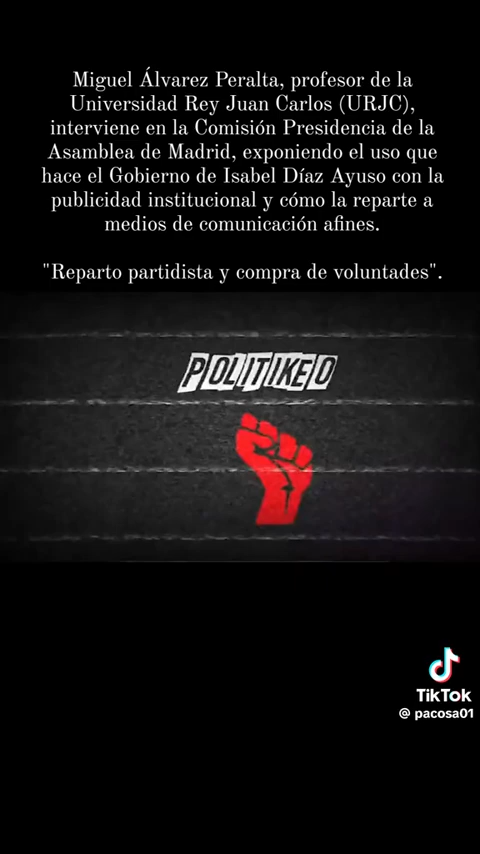 Miguel Álvarez Peralta, profesor de la
Universidad Rey Juan Carlos (URJC),
interviene en la Comisión Presidencia de la
Asamblea de Madrid, exponiendo el uso que
hace el Gobierno de Isabel Díaz Ayuso con la
publicidad institucional y cómo la reparte a
medios de comunicación afines.
"Reparto partidista y compra de voluntades".
POLITIKEO
TikTok
@ pacosa01